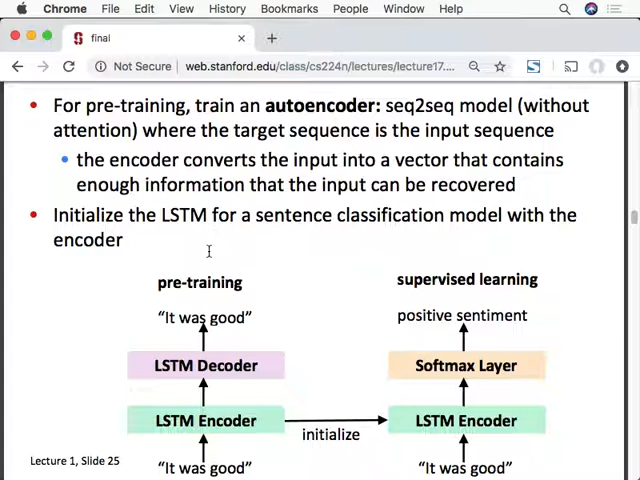 Chrome File Edit View History Bookmarks People Window Help
final
Not Secure web.stanford.edu/class/cs224n/lectures/lecture17....
For pre-training, train an autoencoder: seq2seq model (without
attention) where the target sequence is the input sequence
the encoder converts the input into a vector that contains
enough information that the input can be recovered
Initialize the LSTM for a sentence classification model with the
encoder
pre-training supervised learning
“It was good” positive sentiment
LSTM Decoder Softmax Layer
LSTM Encoder LSTM Encoder
initialize
Lecture 1, Slide 25
“It was good” “It was good”